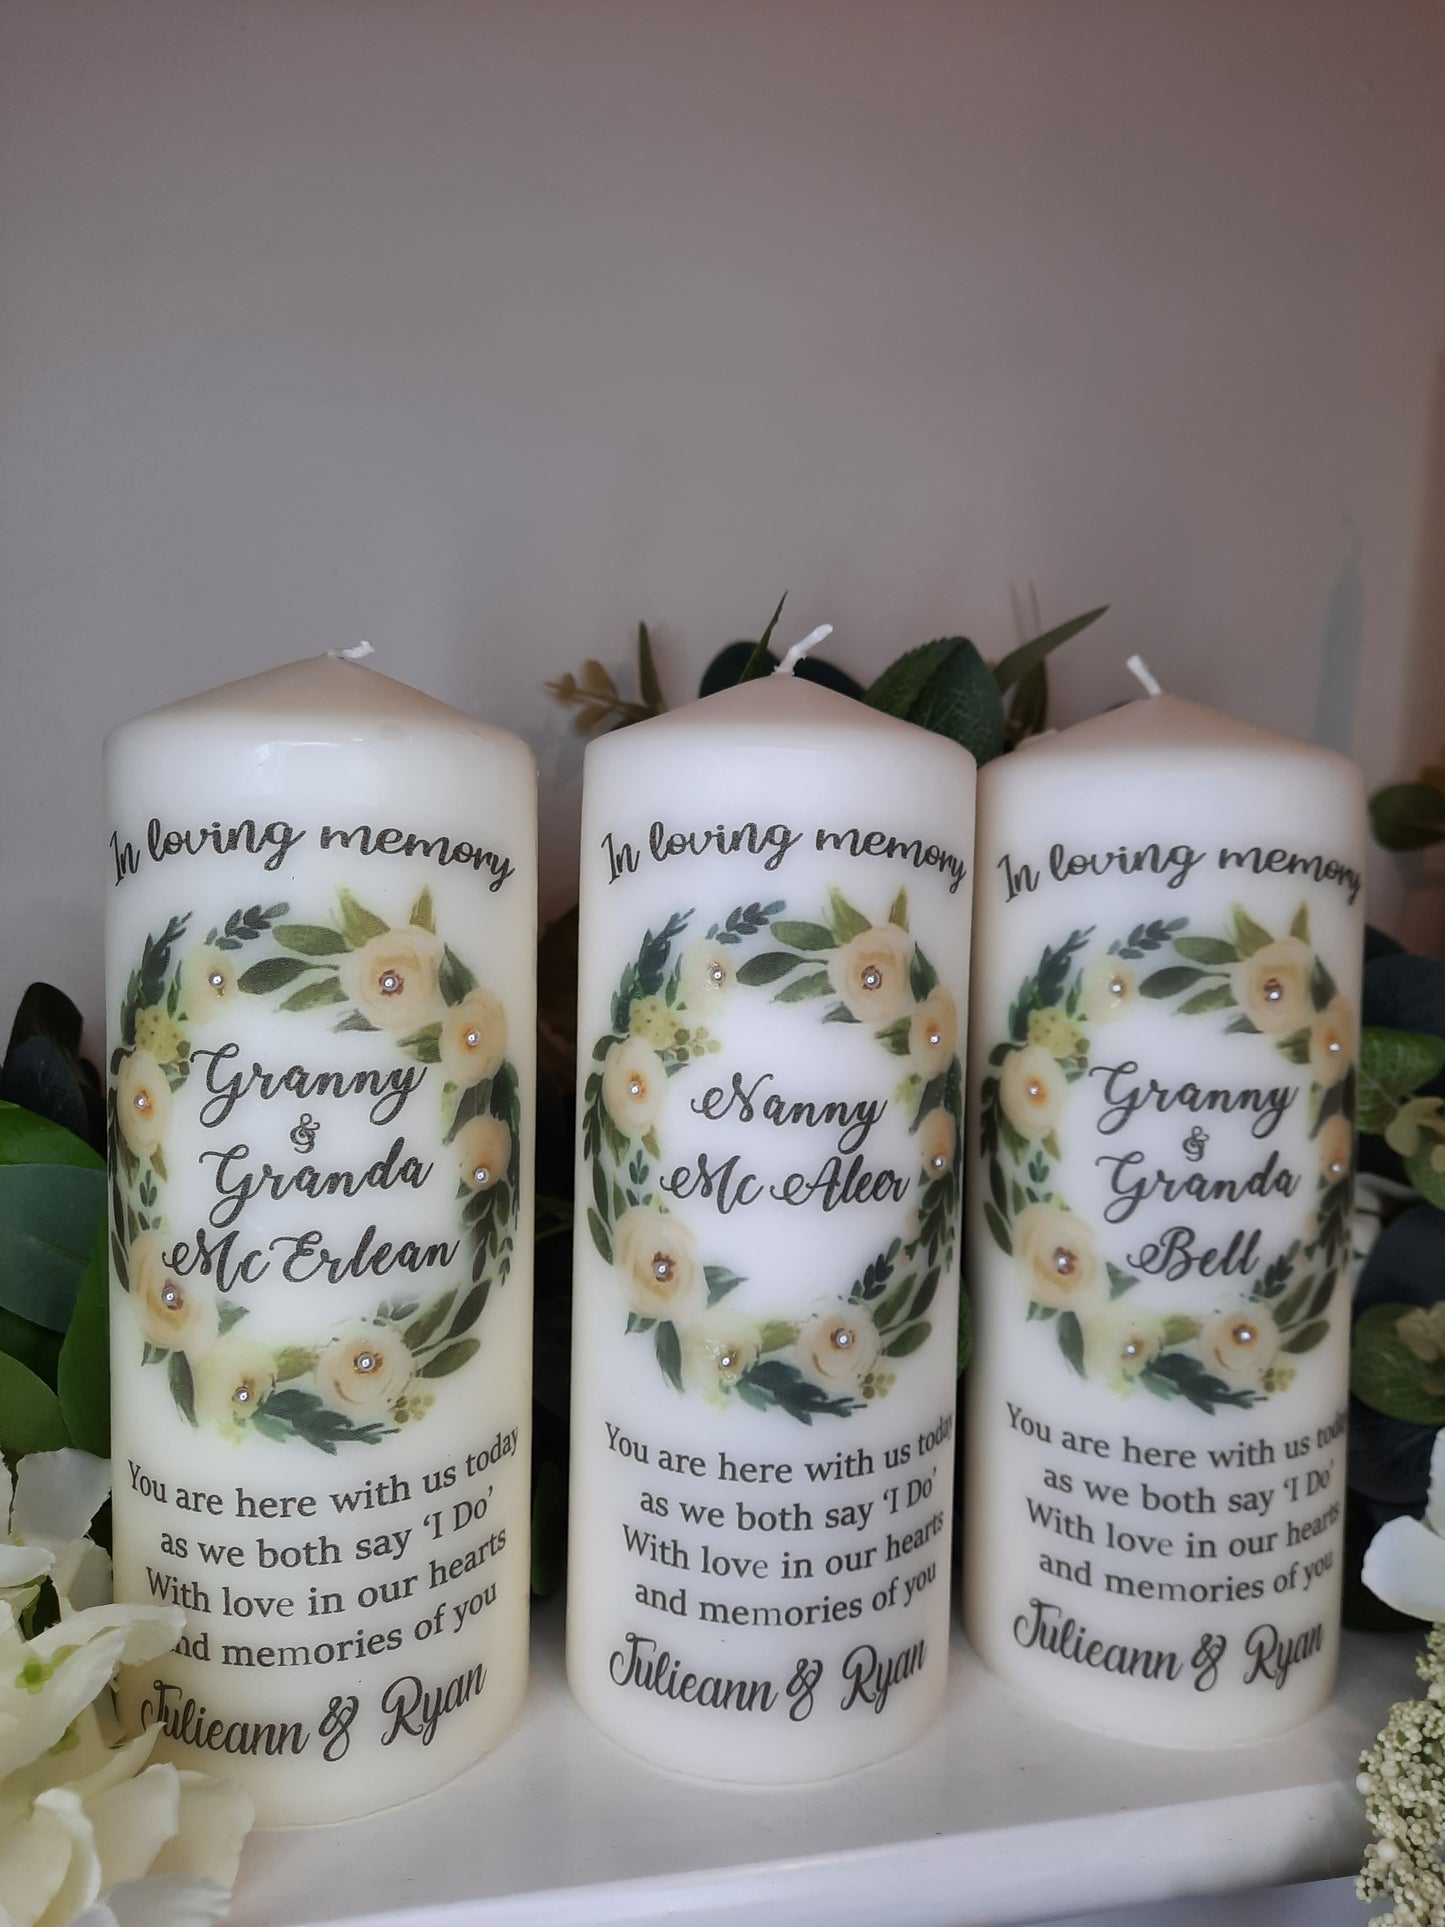 In loving memory
Granny
&
Granda
Mc Erlean
You are here with us today
as we both say ‘I Do’
With love in our hearts
and memories of you
Julieann & Ryan
In loving memory
Nanny
Mc Aleer
You are here with us today
as we both say ‘I Do’
With love in our hearts
and memories of you
Julieann & Ryan
In loving memory
Granny
&
Granda
Bell
You are here with us today
as we both say ‘I Do’
With love in our hearts
and memories of you
Julieann & Ryan